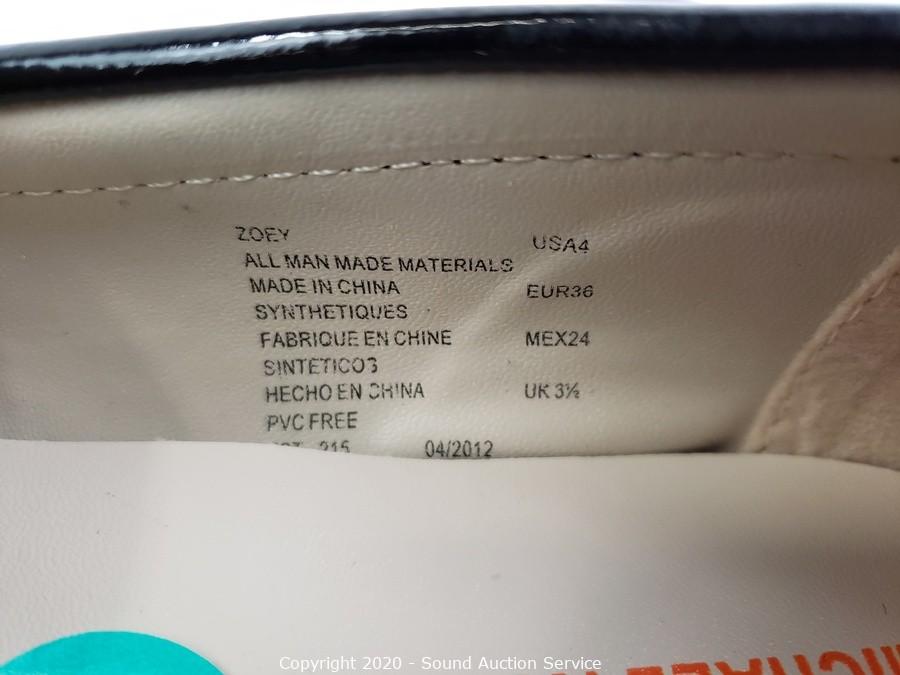 ZOEY USA4
ALL MAN MADE MATERIALS
MADE IN CHINA EUR36
SYNTHETIQUES
FABRIQUE EN CHINE MEX24
SINTETICOS
HECHO EN CHINA UK 3½
PVC FREE
215 04/2012
Copyright © 2020 - Sound Auction Service